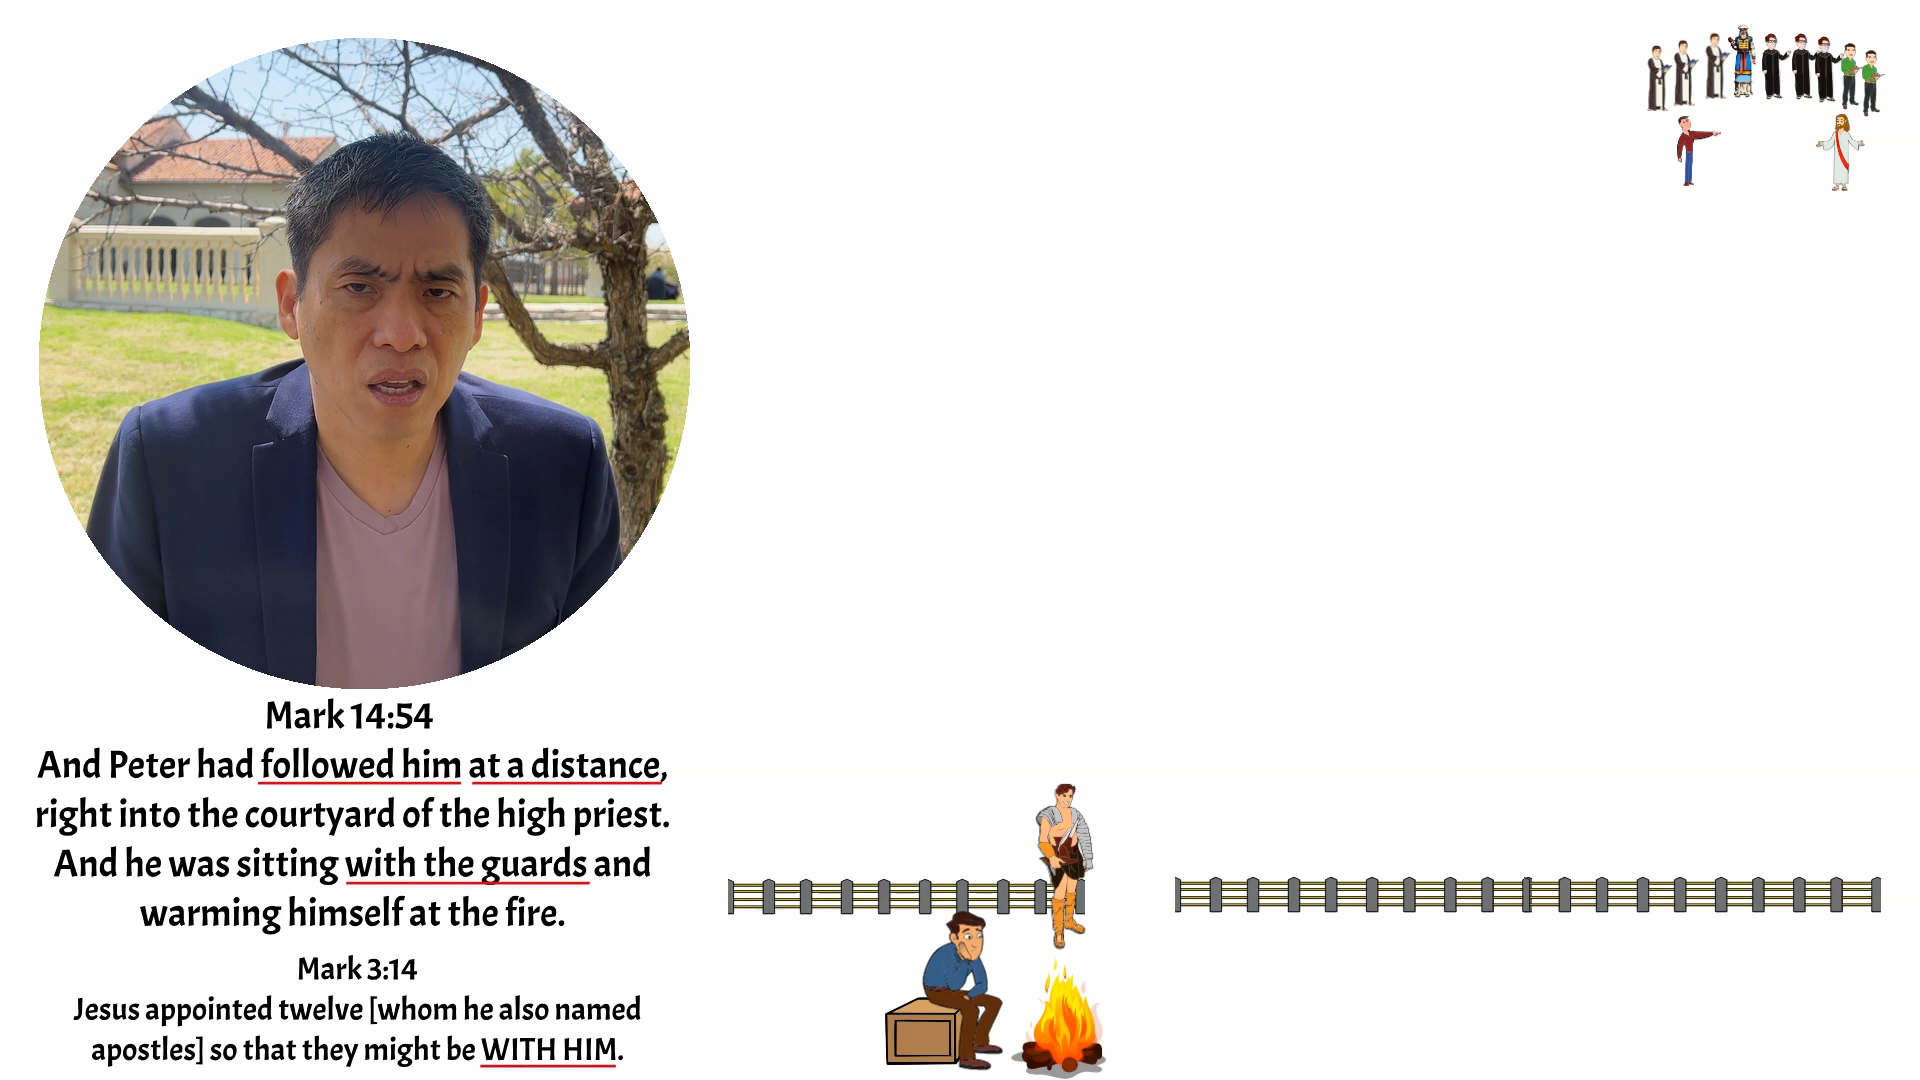 Mark 14:54
And Peter had followed him at a distance,
right into the courtyard of the high priest.
And he was sitting with the guards and
warming himself at the fire.
Mark 3:14
Jesus appointed twelve [whom he also named
apostles] so that they might be WITH HIM.